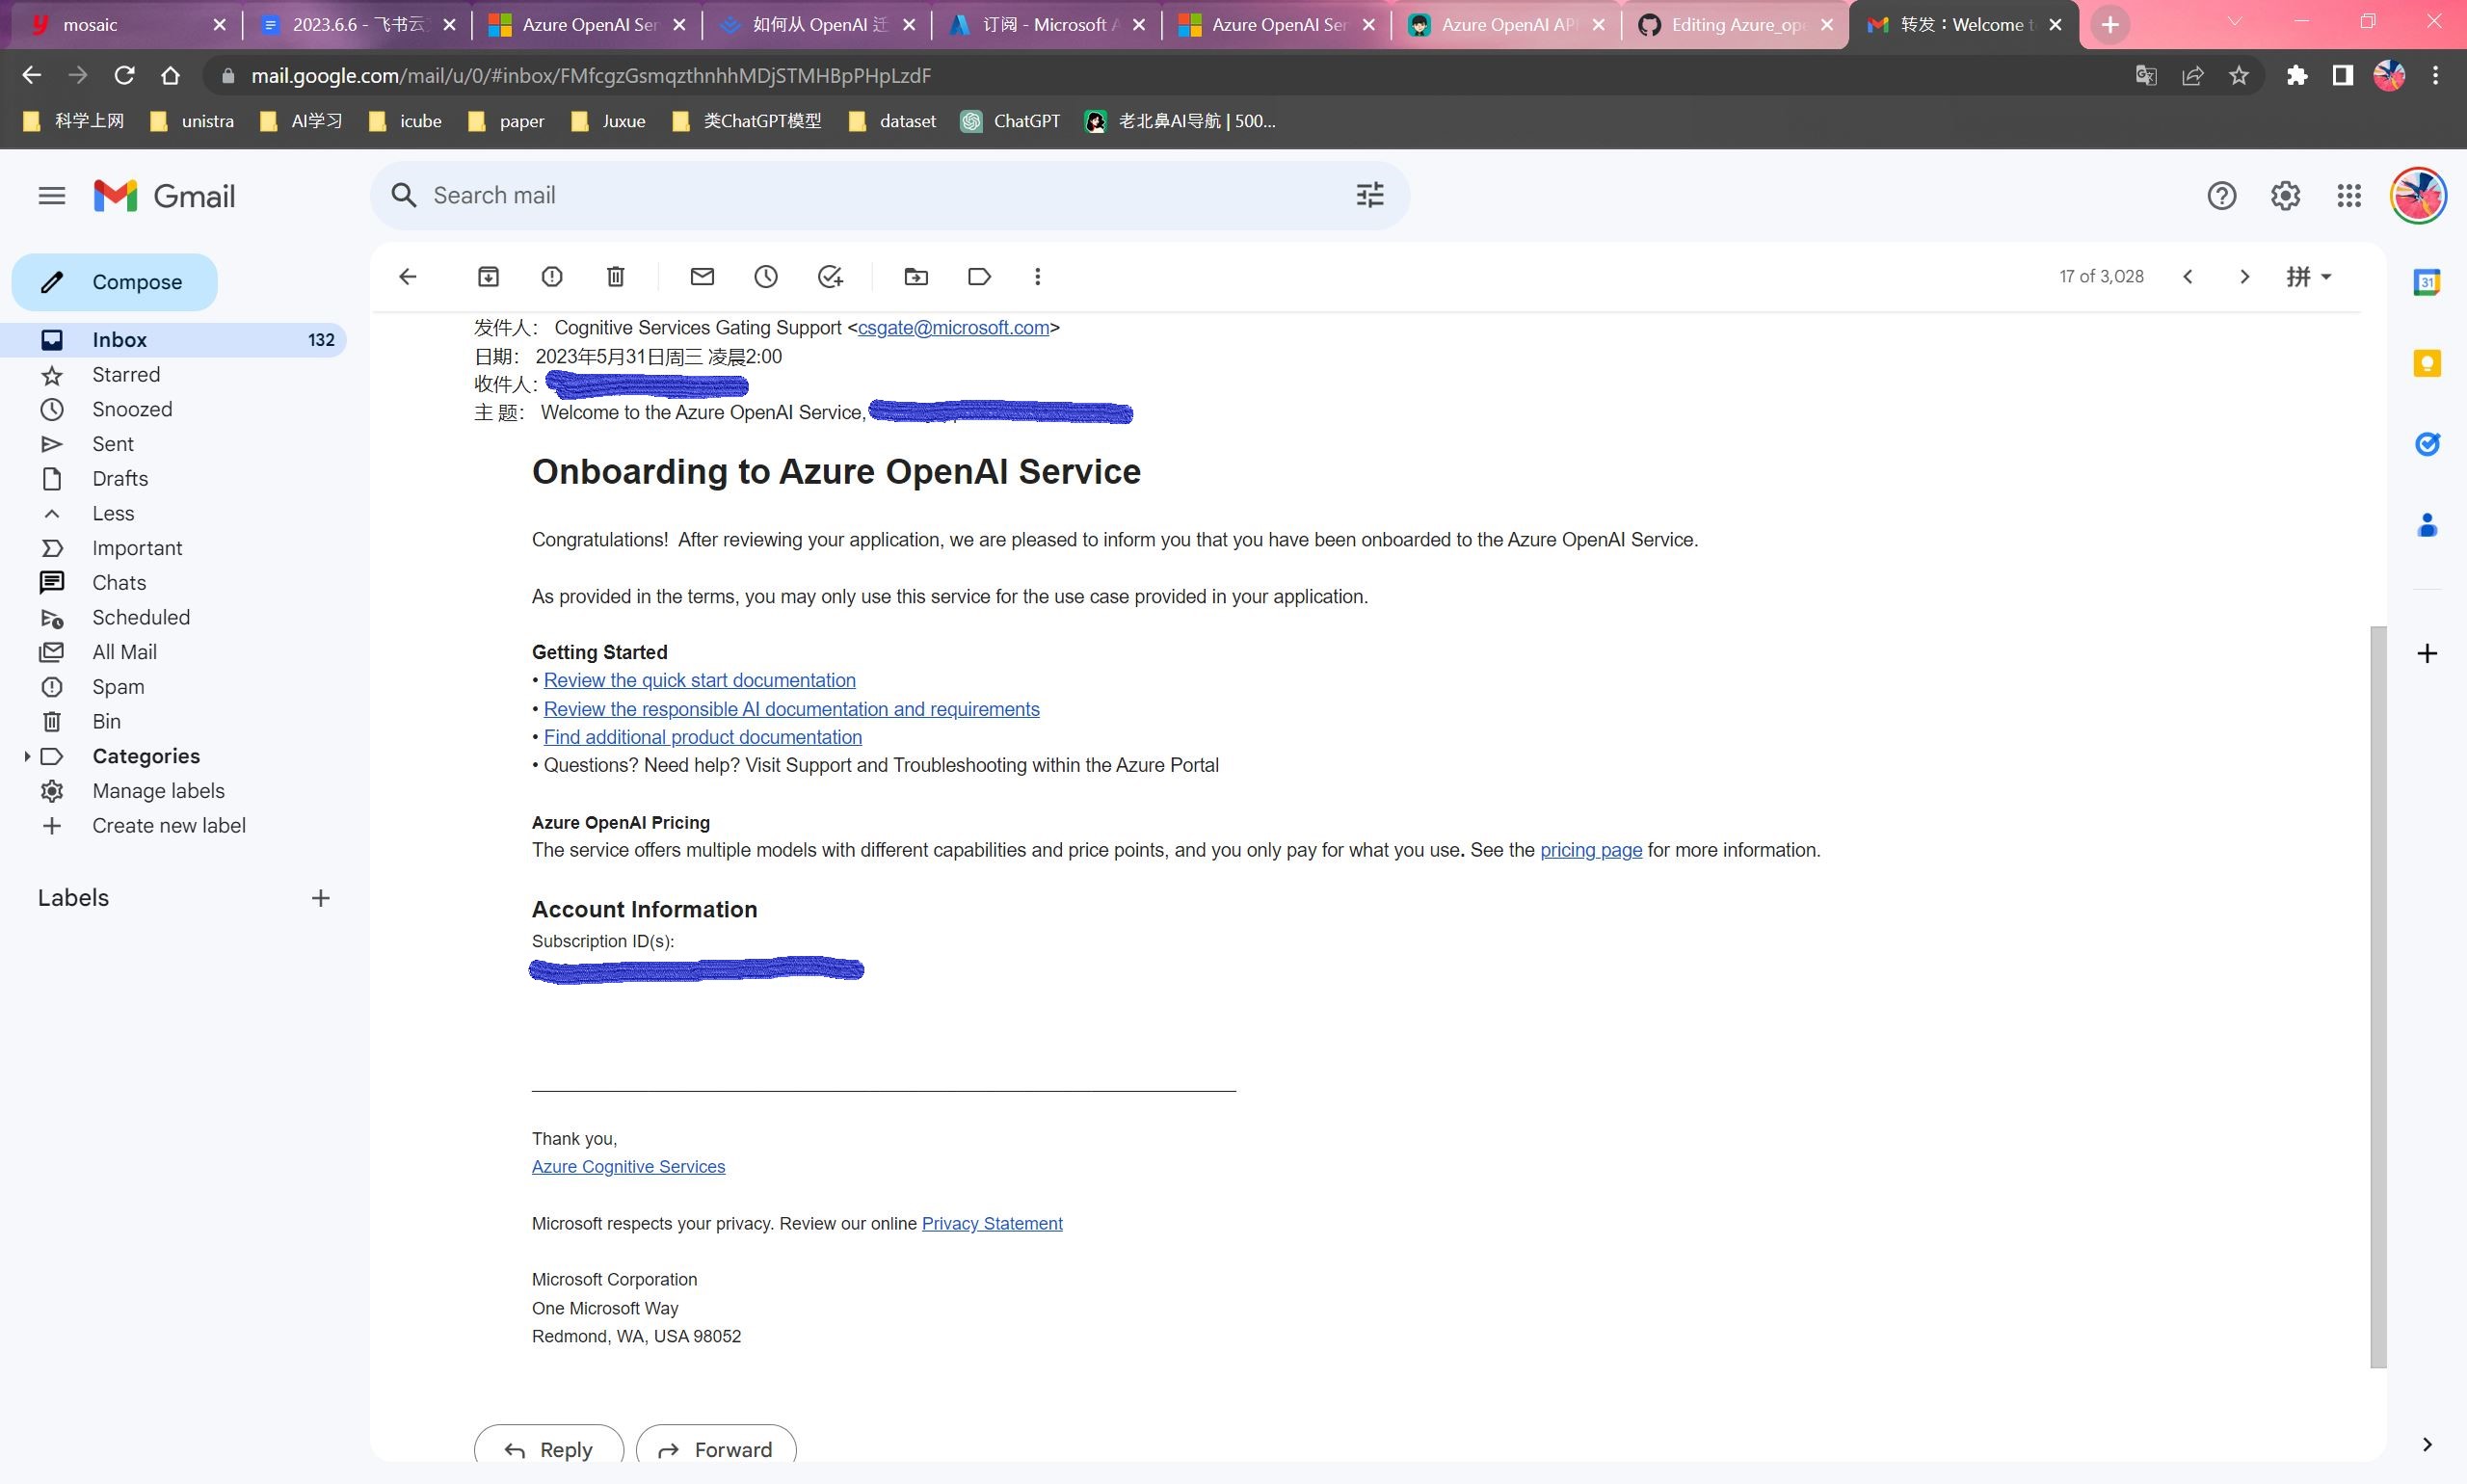 mosaic
2023.6.6 - 飞书云
Azure OpenAI Ser
如何从 OpenAI 迁
订阅 - Microsoft A
Azure OpenAI Ser
Azure OpenAI API
Editing Azure_ope
转发：Welcome t
mail.google.com/mail/u/0/#inbox/FMfcgzGsmqzthnhhMDjSTMHBpPHpLzdF
科学上网
unistra
AI学习
icube
paper
Juxue
类ChatGPT模型
dataset
ChatGPT
老北鼻AI导航 | 500...
Gmail
Search mail
Compose
Inbox 132
Starred
Snoozed
Sent
Drafts
Less
Important
Chats
Scheduled
All Mail
Spam
Bin
Categories
Manage labels
Create new label
Labels
17 of 3,028
拼
31
发件人： Cognitive Services Gating Support <csgate@microsoft.com>
日期： 2023年5月31日周三 凌晨2:00
收件人：
主 题： Welcome to the Azure OpenAI Service,
Onboarding to Azure OpenAI Service
Congratulations!  After reviewing your application, we are pleased to inform you that you have been onboarded to the Azure OpenAI Service.
As provided in the terms, you may only use this service for the use case provided in your application.
Getting Started
• Review the quick start documentation
• Review the responsible AI documentation and requirements
• Find additional product documentation
• Questions? Need help? Visit Support and Troubleshooting within the Azure Portal
Azure OpenAI Pricing
The service offers multiple models with different capabilities and price points, and you only pay for what you use. See the pricing page for more information.
Account Information
Subscription ID(s):
Thank you,
Azure Cognitive Services
Microsoft respects your privacy. Review our online Privacy Statement
Microsoft Corporation
One Microsoft Way
Redmond, WA, USA 98052
Reply
Forward